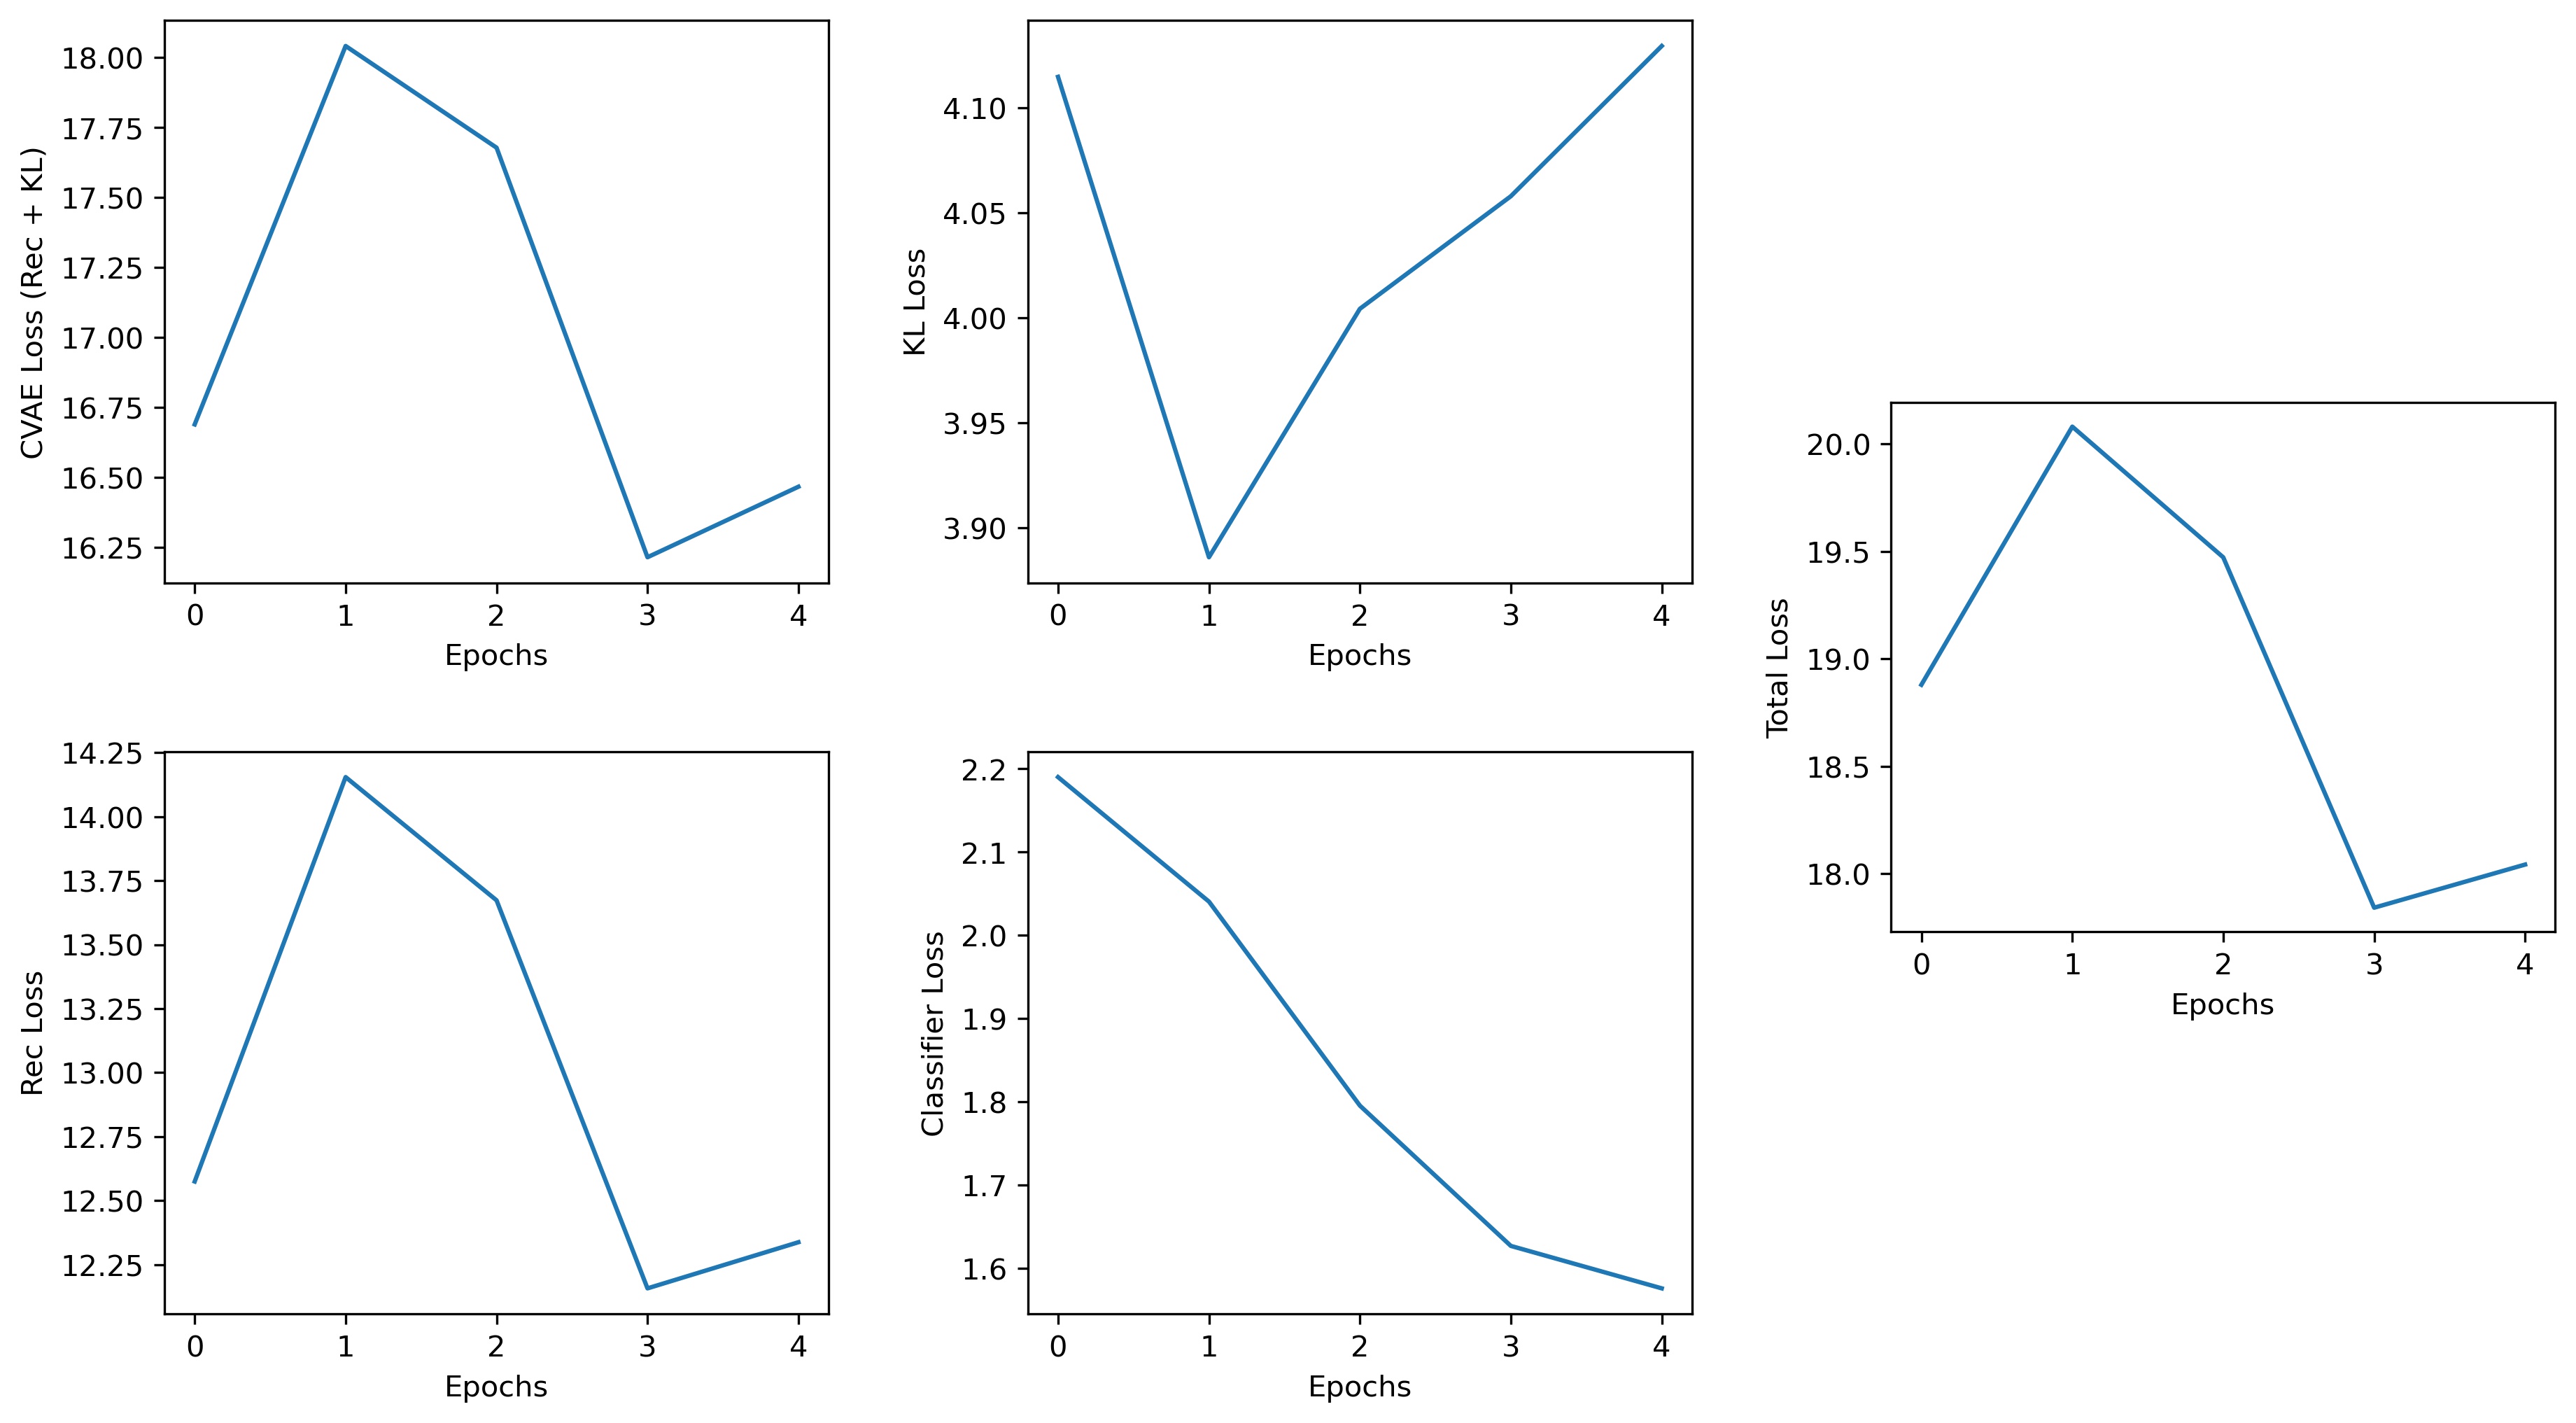 CVAE Loss (Rec + KL)
18.00
17.75
17.50
17.25
17.00
16.75
16.50
16.25
0 1 2 3 4
Epochs
KL Loss
4.10
4.05
4.00
3.95
3.90
0 1 2 3 4
Epochs
Rec Loss
14.25
14.00
13.75
13.50
13.25
13.00
12.75
12.50
12.25
0 1 2 3 4
Epochs
Classifier Loss
2.2
2.1
2.0
1.9
1.8
1.7
1.6
0 1 2 3 4
Epochs
Total Loss
20.0
19.5
19.0
18.5
18.0
0 1 2 3 4
Epochs